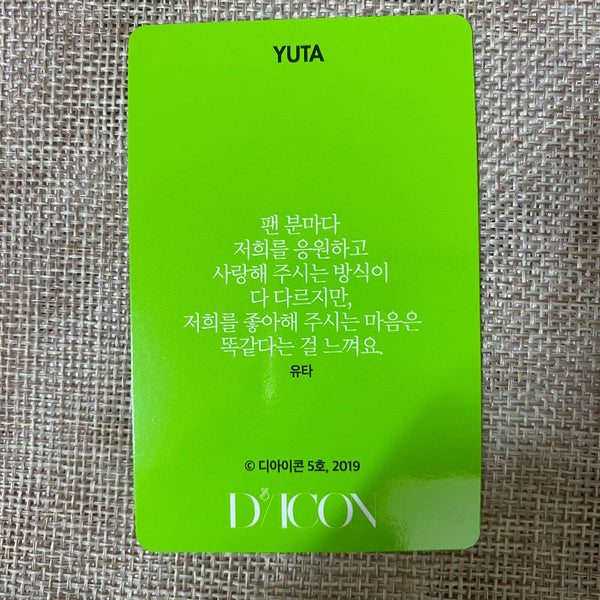 YUTA
팬 분마다
저희를 응원하고
사랑해 주시는 방식이
다 다르지만,
저희를 좋아해 주시는 마음은
똑같다는 걸 느껴요.
유타
© 디아이콘 5호, 2019
D/ICON